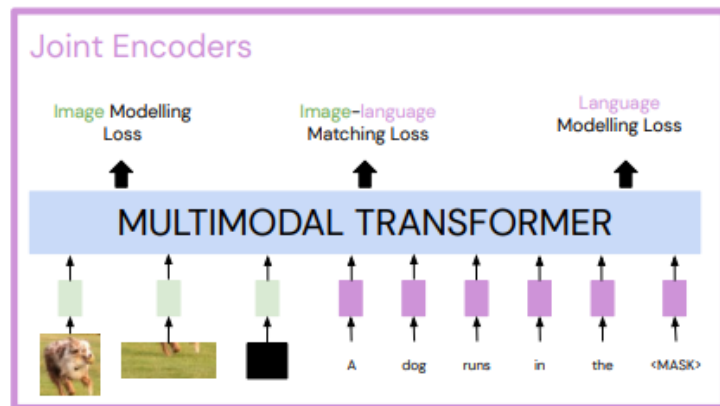 Joint Encoders
Image Modelling
Loss
Image-language
Matching Loss
Language
Modelling Loss
MULTIMODAL TRANSFORMER
A dog runs in the <MASK>